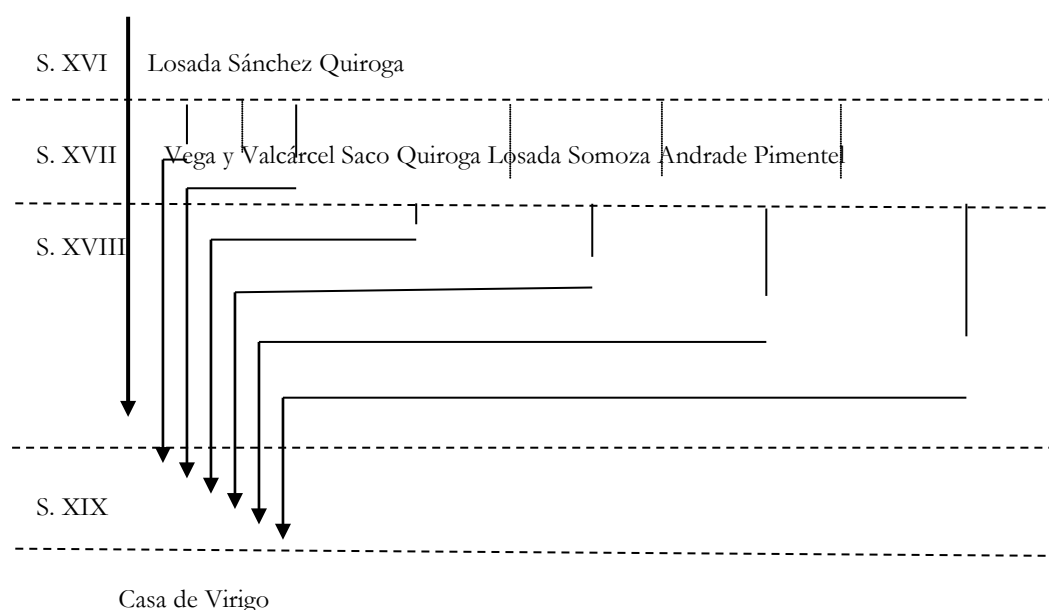 S. XVI Losada Sánchez Quiroga
S. XVII Vega y Valcárcel Saco Quiroga Losada Somoza Andrade Pimentel
S. XVIII
S. XIX
Casa de Virigo